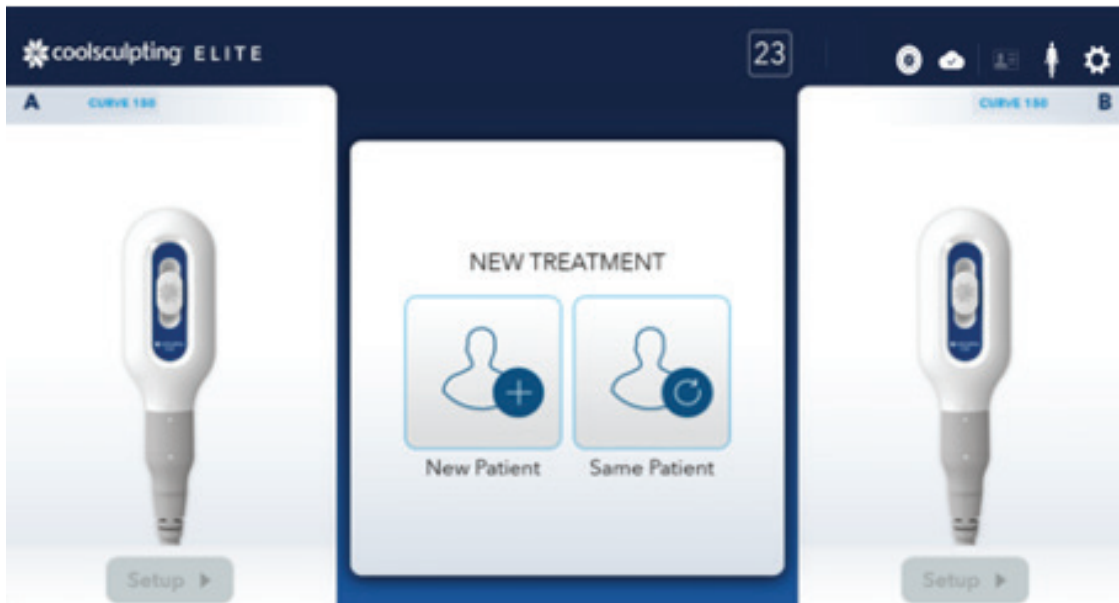 coolsculpting ELITE
23
A
CURVE 150
CURVE 150
B
NEW TREATMENT
New Patient
Same Patient
Setup
Setup